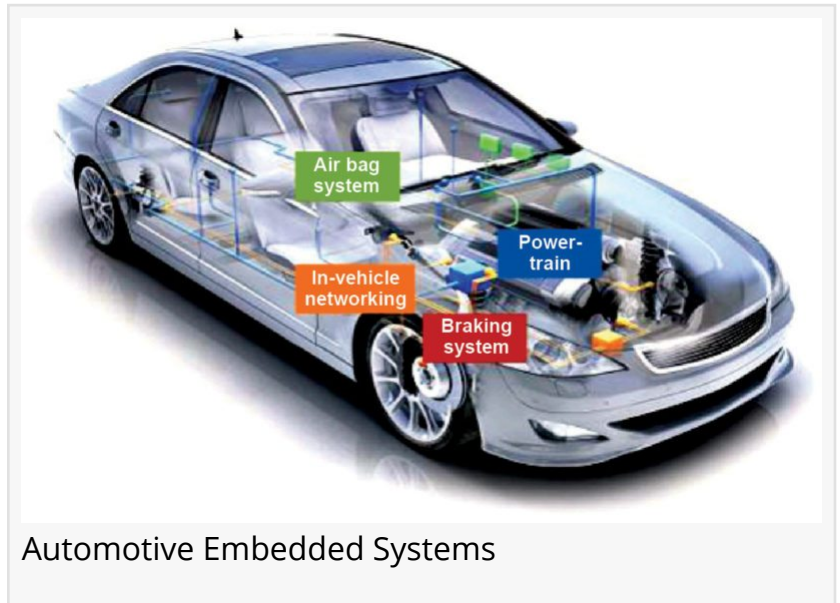 Air bag
system
Power-
train
In-vehicle
networking
Braking
system
Automotive Embedded Systems